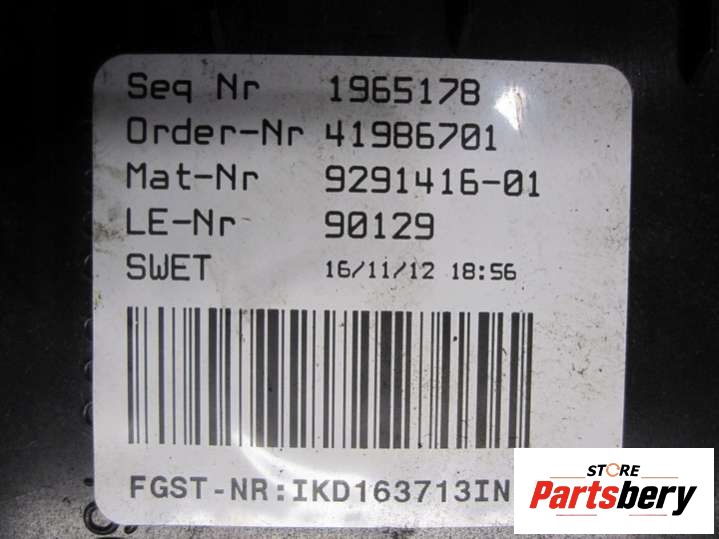 Seq Nr 1965178
Order-Nr 41986701
Mat-Nr 9291416-01
LE-Nr 90129
SWET 16/11/12 18:56
FGST-NR:IKD163713IN
STORE
Partsbery